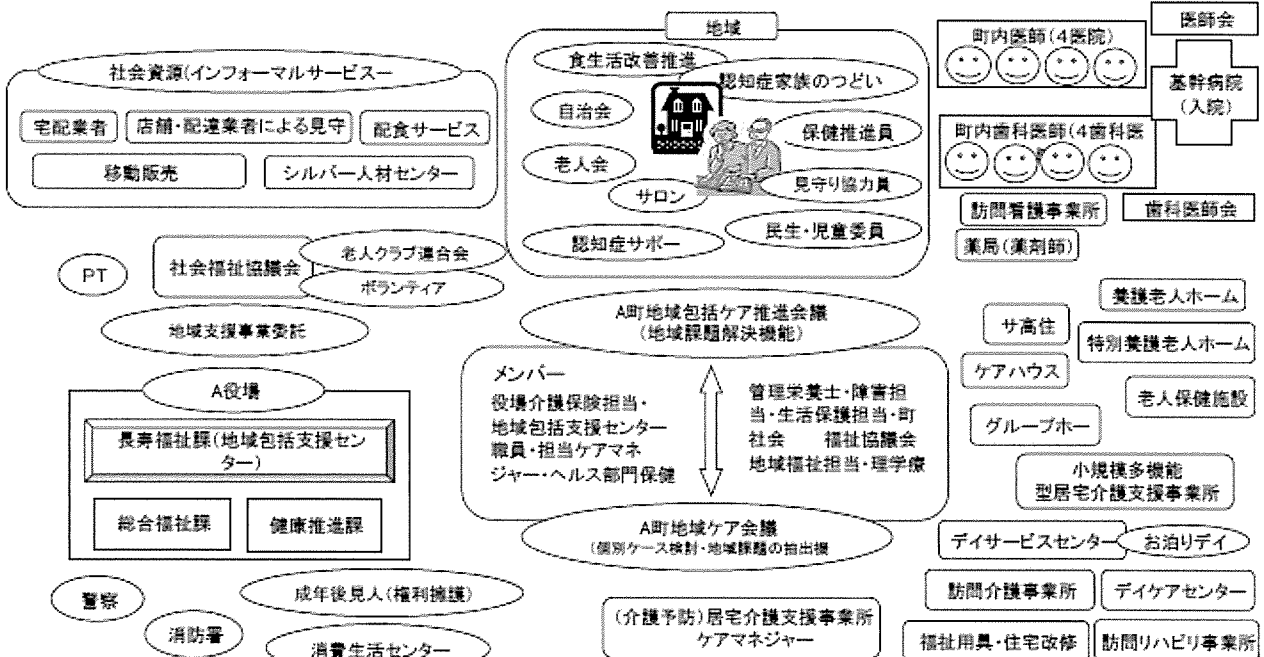 地域
食生活改善推進
認知症家族のつどい
自治会
保健推進員
老人会
見守り協力員
サロン
民生・児童委員
認知症サポー
社会資源(インフォーマルサービスー
宅配業者
店舗・配達業者による見守
配食サービス
移動販売
シルバー人材センター
町内医師(4医院)
医師会
基幹病院
(入院)
町内歯科医師(4歯科医
訪問看護事業所
歯科医師会
薬局(薬剤師)
PT
社会福祉協議会
老人クラブ連合会
ボランティア
地域支援事業委託
A町地域包括ケア推進会議
(地域課題解決機能)
養護老人ホーム
サ高住
特別養護老人ホーム
ケアハウス
老人保健施設
グループホー
小規模多機能
型居宅介護支援事業所
A役場
長寿福祉課(地域包括支援セン
ター)
総合福祉課
健康推進課
メンバー
役場介護保険担当・
地域包括支援センター
職員・担当ケアマネ
ジャー・ヘルス部門保健
管理栄養士・障害担
当・生活保護担当・町
社会 福祉協議会
地域福祉担当・理学療
A町地域ケア会議
(個別ケース検討・地域課題の抽出機
デイサービスセンター
お泊りデイ
訪問介護事業所
デイケアセンター
福祉用具・住宅改修
訪問リハビリ事業所
警察
消防署
成年後見人(権利擁護)
消費生活センター
(介護予防)居宅介護支援事業所
ケアマネジャー